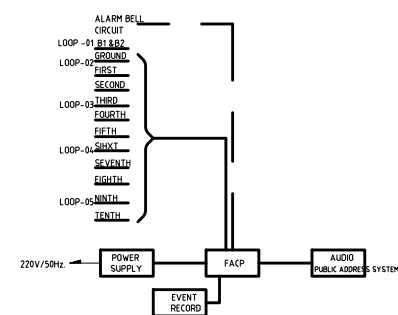 ALARM BELL
CIRCUIT
LOOP -01 B1 &B2
GROUND
LOOP-02
FIRST
SECOND
LOOP-03 THIRD
FOURTH
FIFTH
LOOP-04 SIHXT
SEVENTH
EIGHTH
LOOP-05 NINTH
TENTH
220V/50Hz.
POWER
SUPPLY
FACP
AUDIO
PUBLIC ADDRESS SYSTEM
EVENT
RECORD